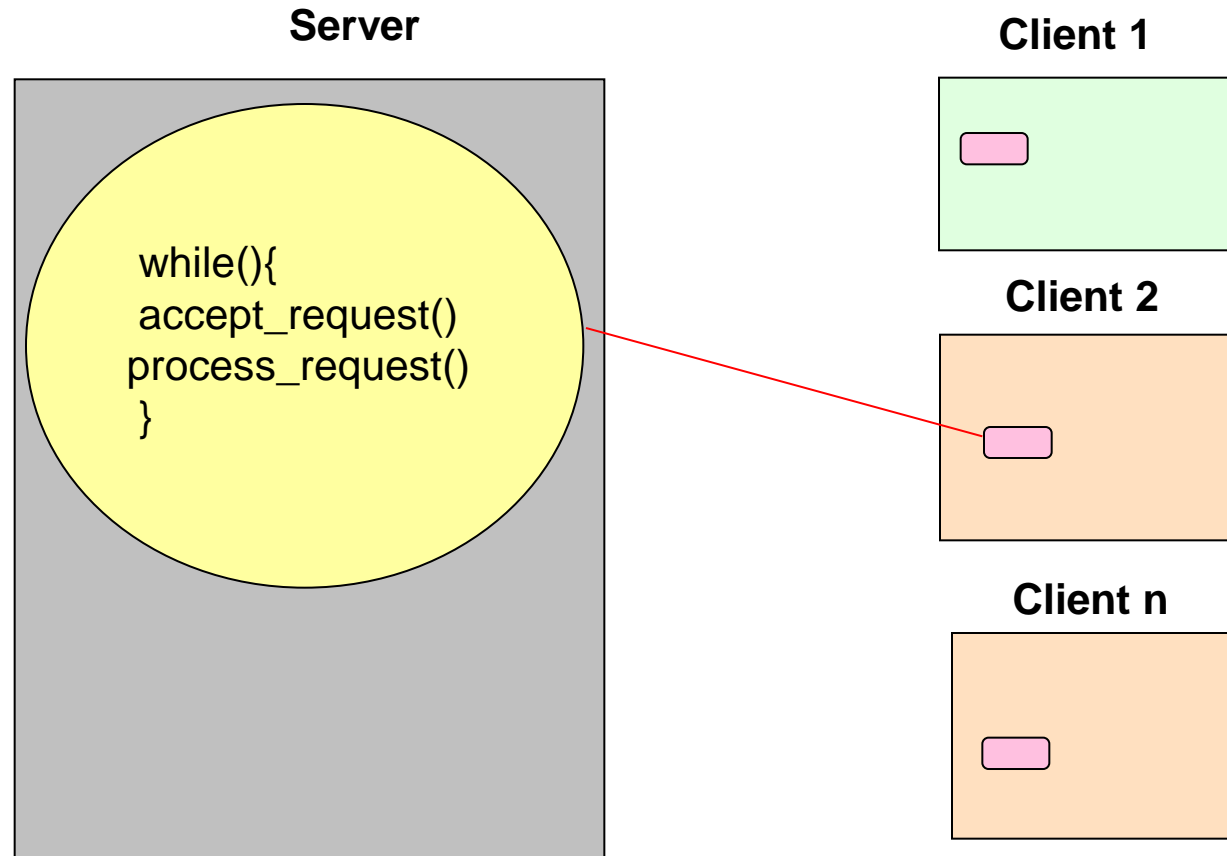 Server
while(){
accept_request()
process_request()
}
Client 1
Client 2
Client n